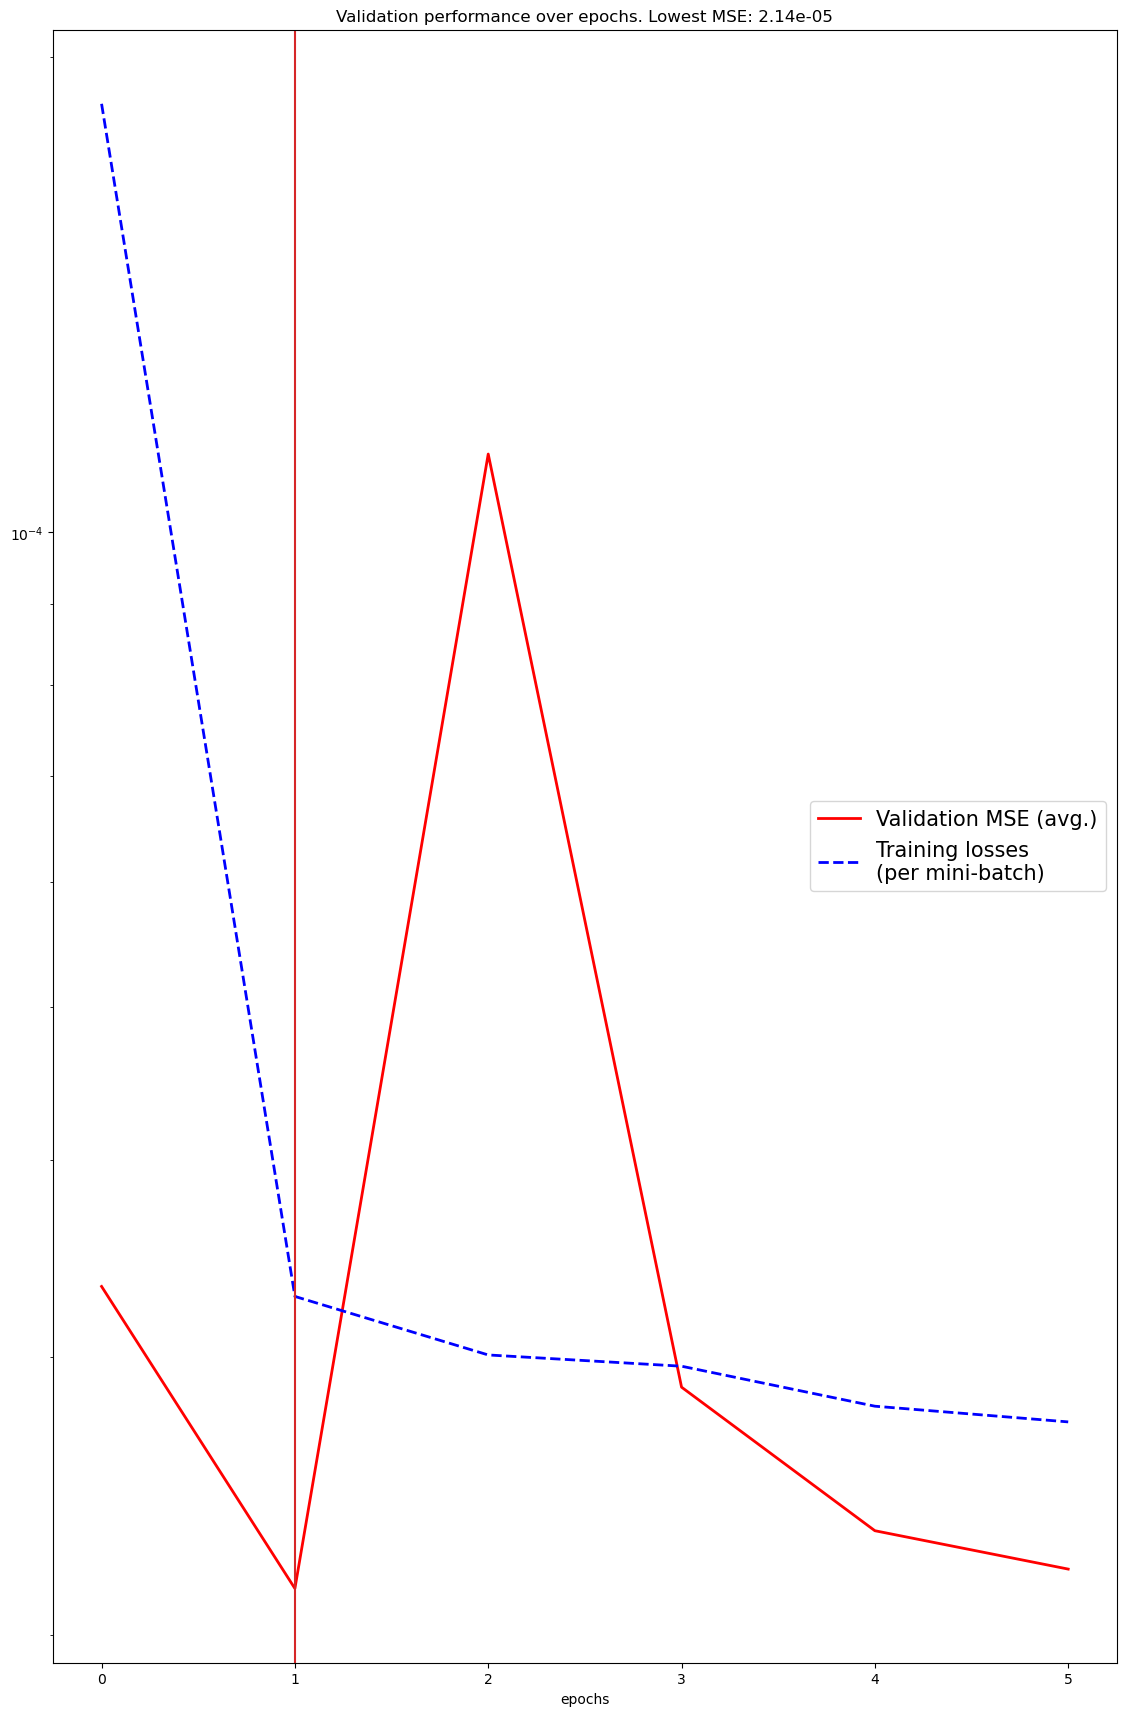 Validation performance over epochs. Lowest MSE: 2.14e-05
10⁻⁴
Validation MSE (avg.)
Training losses
(per mini-batch)
0 1 2 3 4 5
epochs